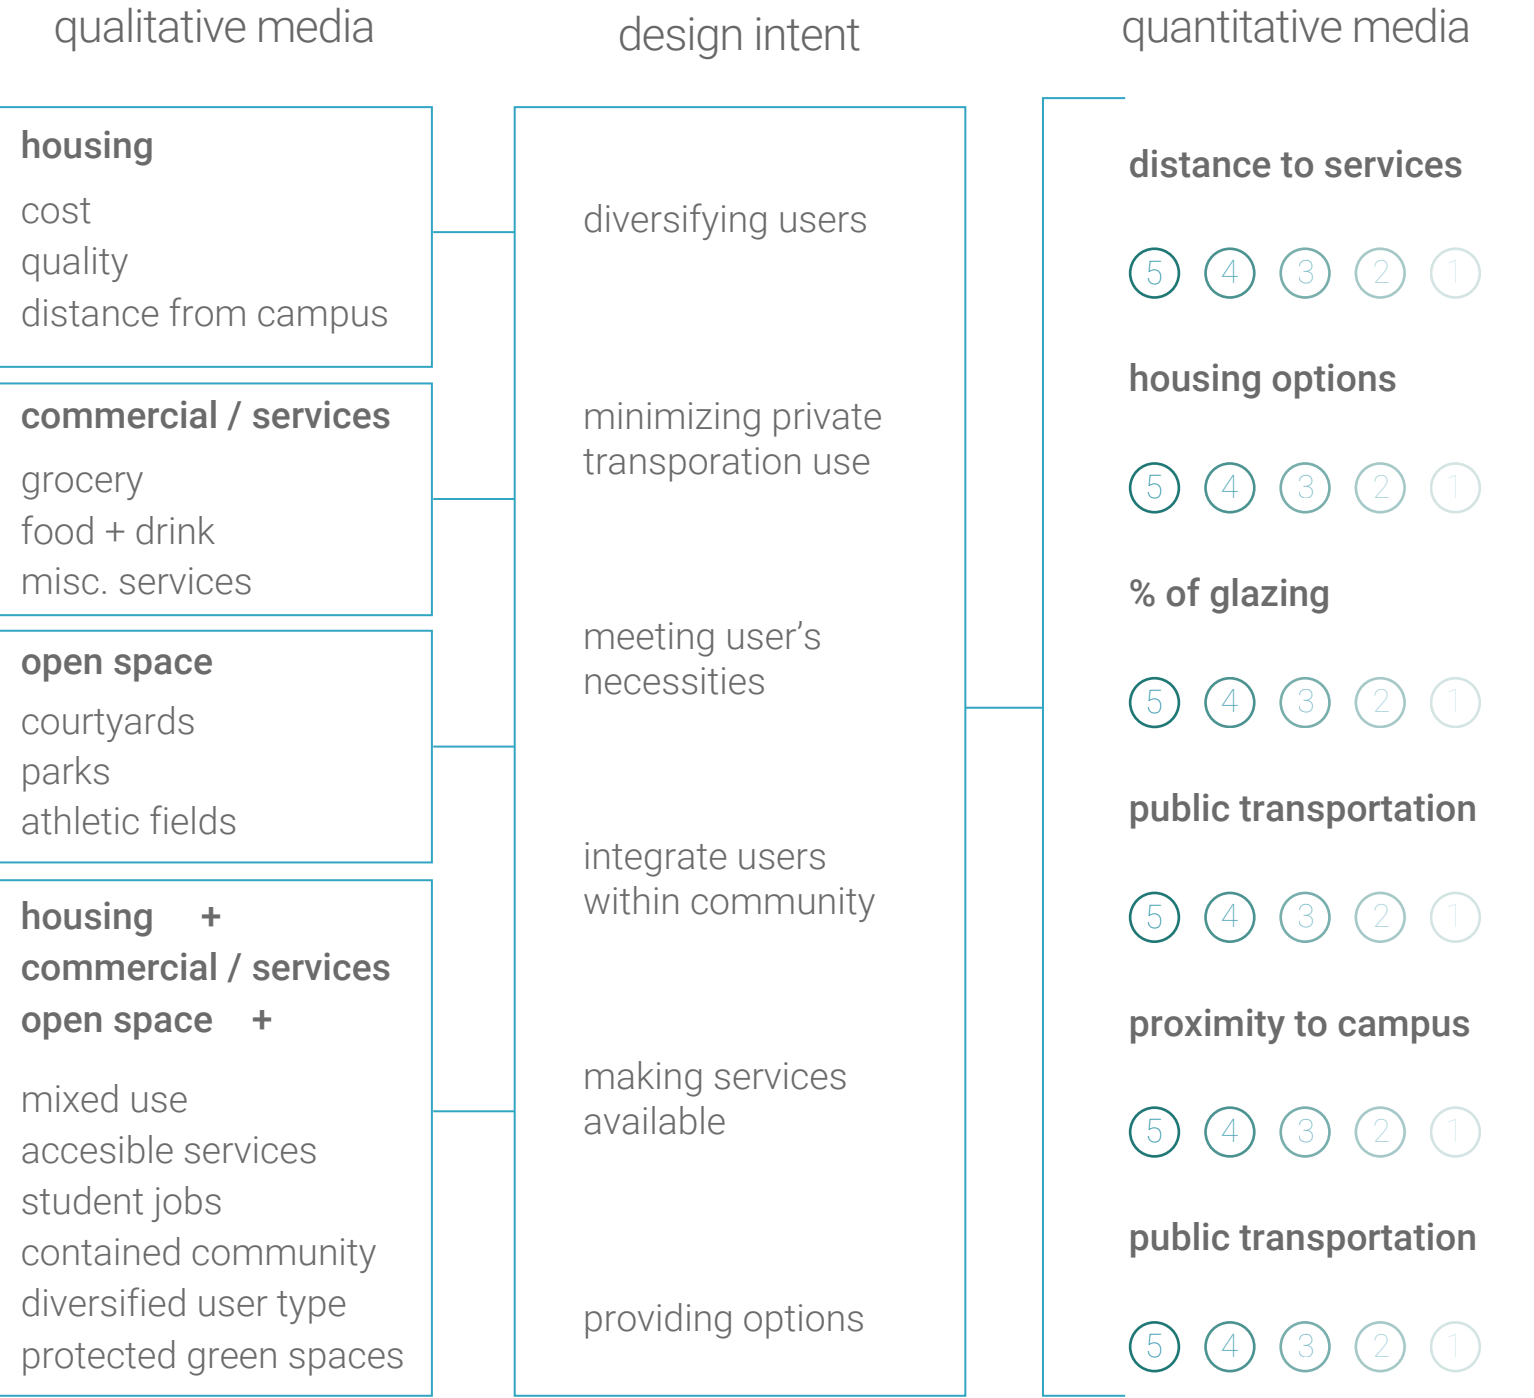 qualitative media
housing
cost
quality
distance from campus
commercial / services
grocery
food + drink
misc. services
open space
courtyards
parks
athletic fields
housing +
commercial / services
open space +
mixed use
accesible services
student jobs
contained community
diversified user type
protected green spaces
design intent
diversifying users
minimizing private
transporation use
meeting user’s
necessities
integrate users
within community
making services
available
providing options
quantitative media
distance to services
5 4 3 2 1
housing options
5 4 3 2 1
% of glazing
5 4 3 2 1
public transportation
5 4 3 2 1
proximity to campus
5 4 3 2 1
public transportation
5 4 3 2 1